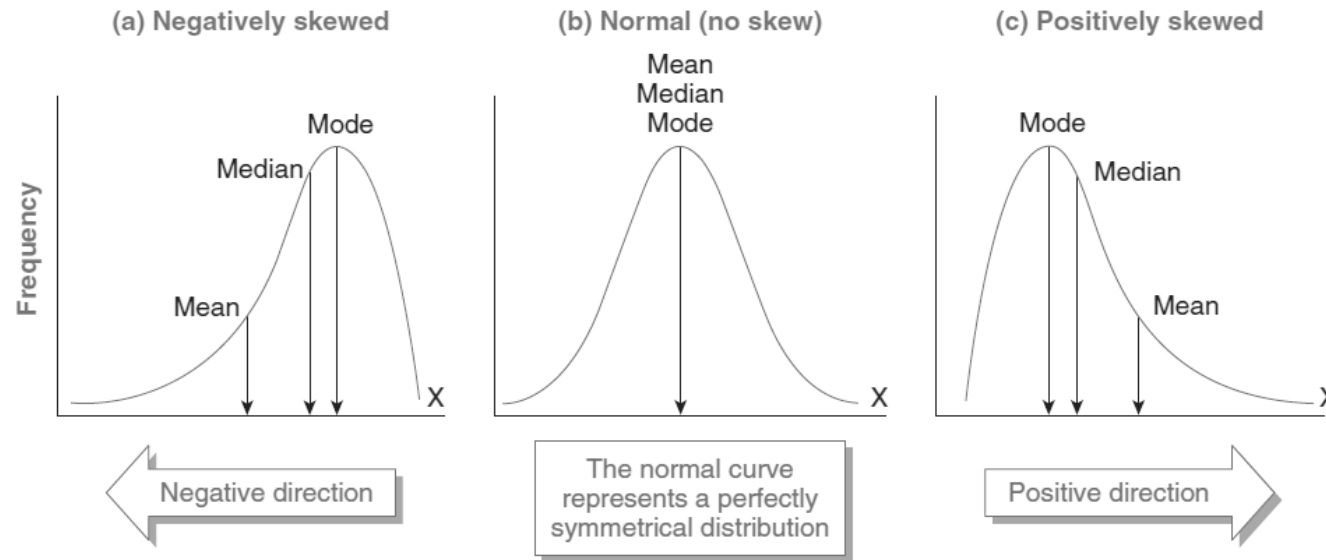 (a) Negatively skewed
(b) Normal (no skew)
(c) Positively skewed
Frequency
Mode
Median
Mean
X
Mean
Median
Mode
X
Mode
Median
Mean
X
Negative direction
The normal curve
represents a perfectly
symmetrical distribution
Positive direction